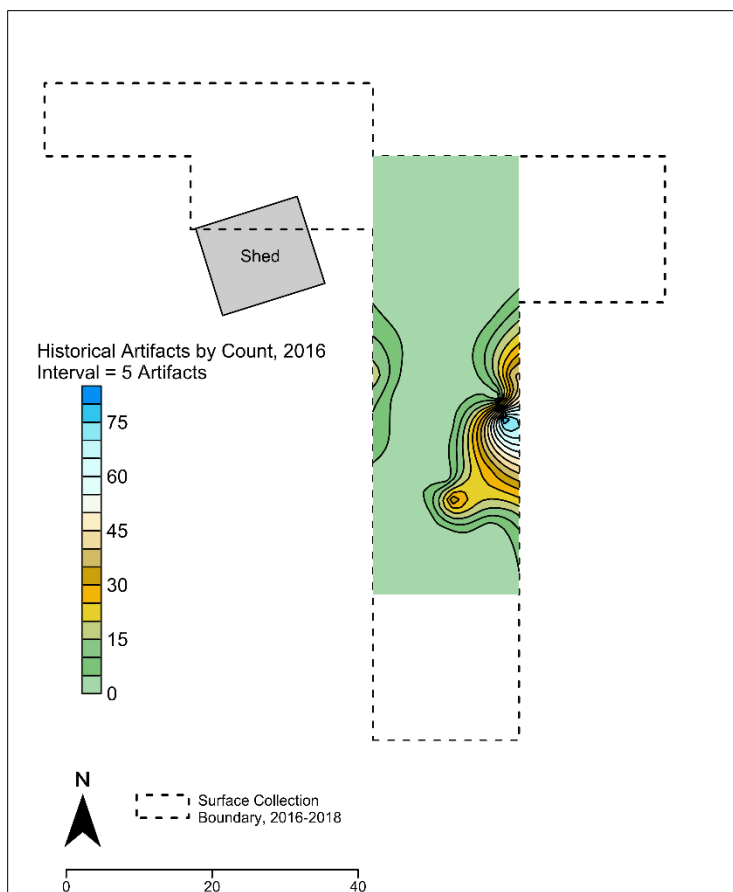 Shed
Historical Artifacts by Count, 2016
Interval = 5 Artifacts
75
60
45
30
15
0
N
Surface Collection
Boundary, 2016-2018
0 20 40